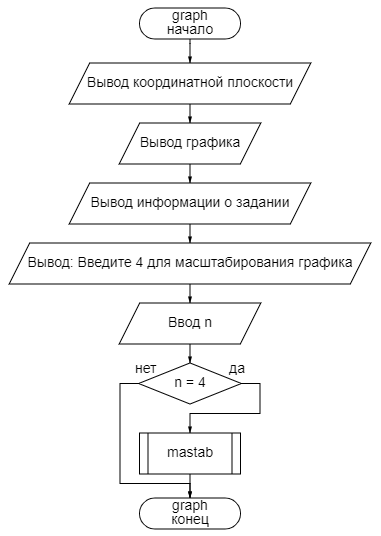 graph
начало
Вывод координатной плоскости
Вывод графика
Вывод информации о задании
Вывод: Введите 4 для масштабирования графика
Ввод n
нет
да
n = 4
mastab
graph
конец